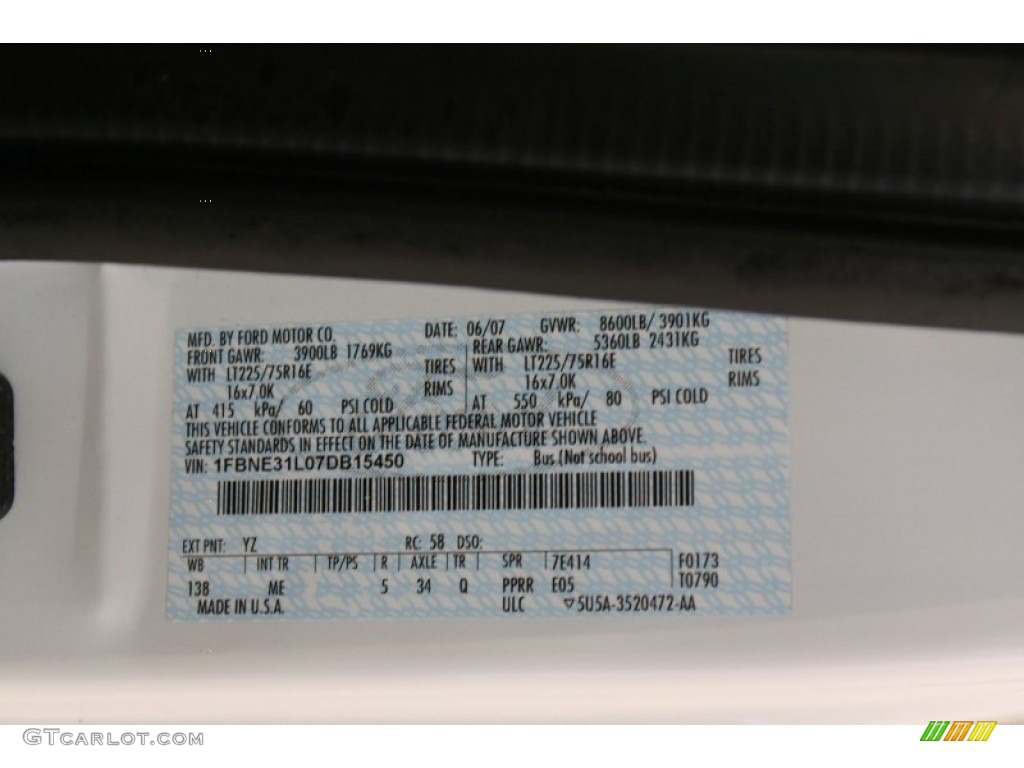 MFD. BY FORD MOTOR CO. DATE: 06/07 GVWR: 8600LB/ 3901KG
FRONT GAWR: 3900LB 1769KG REAR GAWR: 5360LB 2431KG
WITH LT225/75R16E TIRES WITH LT225/75R16E TIRES
16x7.0K RIMS 16x7.0K RIMS
AT 415 kPa/ 60 PSI COLD AT 550 kPa/ 80 PSI COLD
THIS VEHICLE CONFORMS TO ALL APPLICABLE FEDERAL MOTOR VEHICLE
SAFETY STANDARDS IN EFFECT ON THE DATE OF MANUFACTURE SHOWN ABOVE.
VIN: 1FBNE31L07DB15450 TYPE: Bus (Not school bus)
EXT PNT: YZ RC: 58 DSO:
WB INT TR TP/PS R AXLE TR SPR 7E414 F0173
138 ME 5 34 Q PPRR E05 T0790
MADE IN U.S.A. ULC ▽5U5A-3520472-AA
GTCARLOT.COM